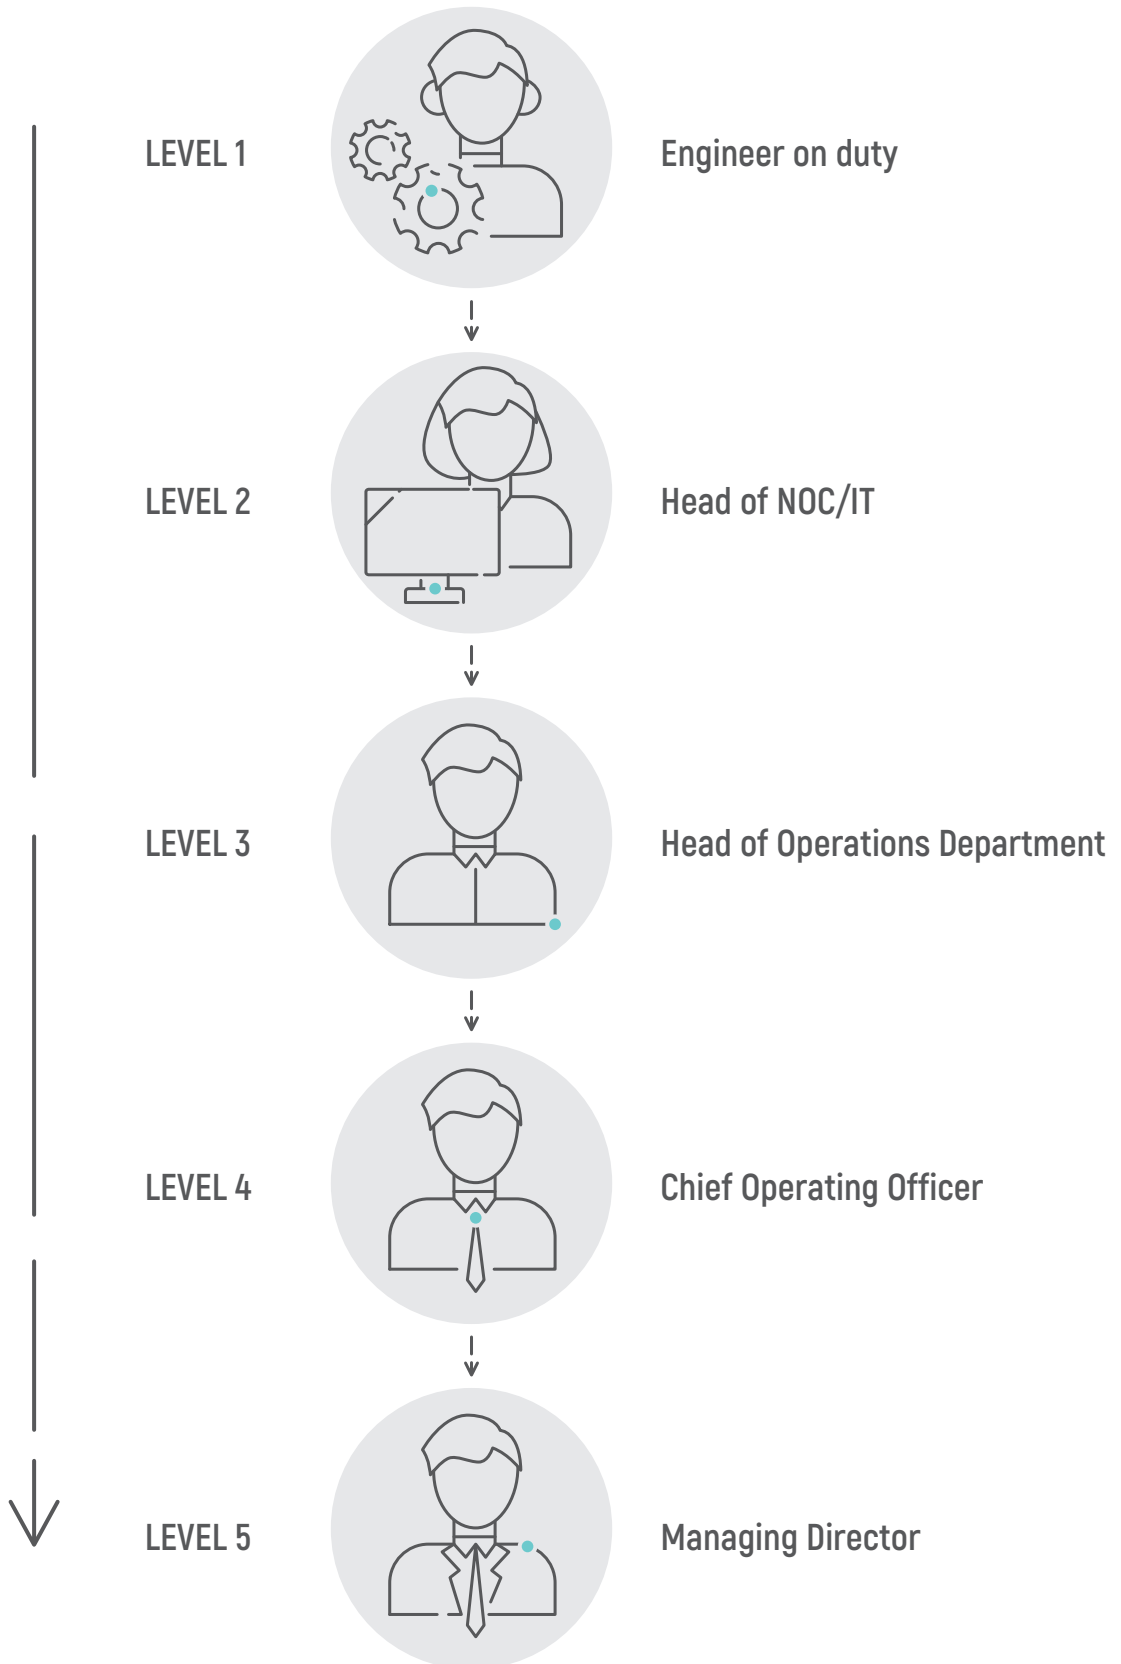 LEVEL 1
Engineer on duty
LEVEL 2
Head of NOC/IT
LEVEL 3
Head of Operations Department
LEVEL 4
Chief Operating Officer
LEVEL 5
Managing Director